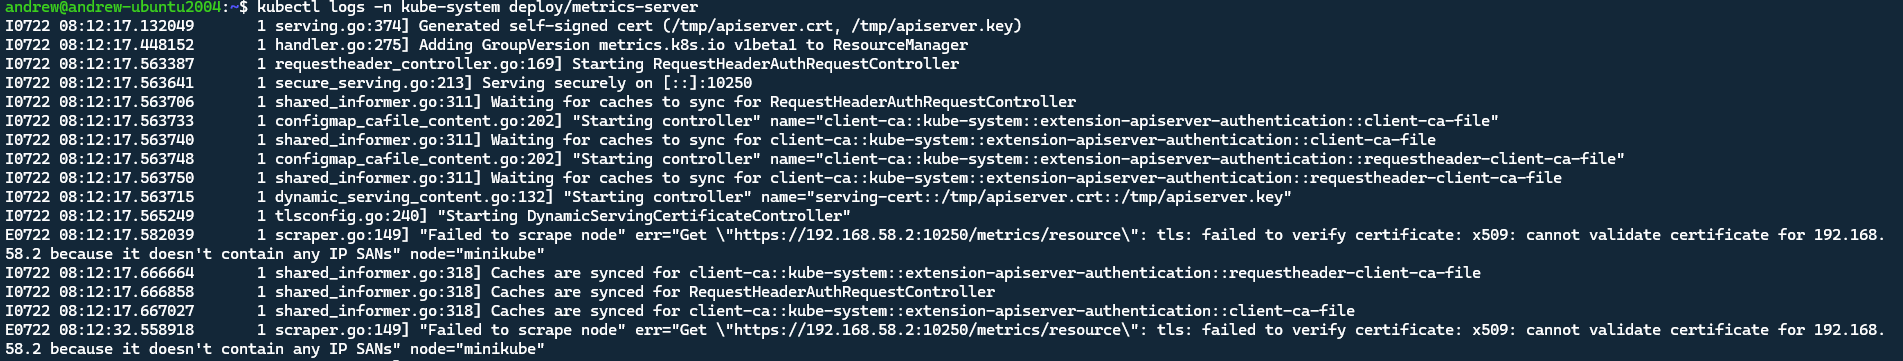 andrew@andrew-ubuntu2004:~$ kubectl logs -n kube-system deploy/metrics-server
I0722 08:12:17.132049       1 serving.go:374] Generated self-signed cert (/tmp/apiserver.crt, /tmp/apiserver.key)
I0722 08:12:17.448152       1 handler.go:275] Adding GroupVersion metrics.k8s.io v1beta1 to ResourceManager
I0722 08:12:17.563387       1 requestheader_controller.go:169] Starting RequestHeaderAuthRequestController
I0722 08:12:17.563641       1 secure_serving.go:213] Serving securely on [::]:10250
I0722 08:12:17.563706       1 shared_informer.go:311] Waiting for caches to sync for RequestHeaderAuthRequestController
I0722 08:12:17.563733       1 configmap_cafile_content.go:202] "Starting controller" name="client-ca::kube-system::extension-apiserver-authentication::client-ca-file"
I0722 08:12:17.563740       1 shared_informer.go:311] Waiting for caches to sync for client-ca::kube-system::extension-apiserver-authentication::client-ca-file
I0722 08:12:17.563748       1 configmap_cafile_content.go:202] "Starting controller" name="client-ca::kube-system::extension-apiserver-authentication::requestheader-client-ca-file"
I0722 08:12:17.563750       1 shared_informer.go:311] Waiting for caches to sync for client-ca::kube-system::extension-apiserver-authentication::requestheader-client-ca-file
I0722 08:12:17.563715       1 dynamic_serving_content.go:132] "Starting controller" name="serving-cert::/tmp/apiserver.crt::/tmp/apiserver.key"
I0722 08:12:17.565249       1 tlsconfig.go:240] "Starting DynamicServingCertificateController"
E0722 08:12:17.582039       1 scraper.go:149] "Failed to scrape node" err="Get \"https://192.168.58.2:10250/metrics/resource\": tls: failed to verify certificate: x509: cannot validate certificate for 192.168.
58.2 because it doesn't contain any IP SANs" node="minikube"
I0722 08:12:17.666664       1 shared_informer.go:318] Caches are synced for client-ca::kube-system::extension-apiserver-authentication::requestheader-client-ca-file
I0722 08:12:17.666858       1 shared_informer.go:318] Caches are synced for RequestHeaderAuthRequestController
I0722 08:12:17.667027       1 shared_informer.go:318] Caches are synced for client-ca::kube-system::extension-apiserver-authentication::client-ca-file
E0722 08:12:32.558918       1 scraper.go:149] "Failed to scrape node" err="Get \"https://192.168.58.2:10250/metrics/resource\": tls: failed to verify certificate: x509: cannot validate certificate for 192.168.
58.2 because it doesn't contain any IP SANs" node="minikube"